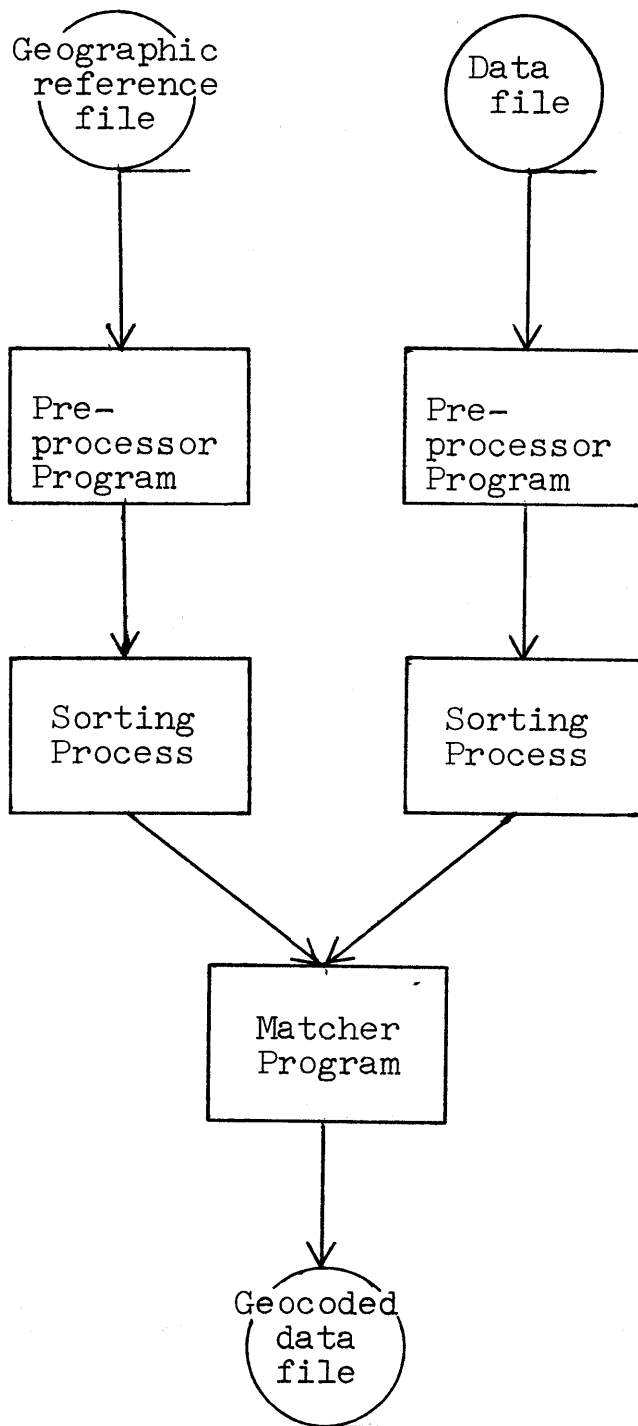 Geographic
reference
file
Data
file
Pre-
processor
Program
Pre-
processor
Program
Sorting
Process
Sorting
Process
Matcher
Program
Geocoded
data
file